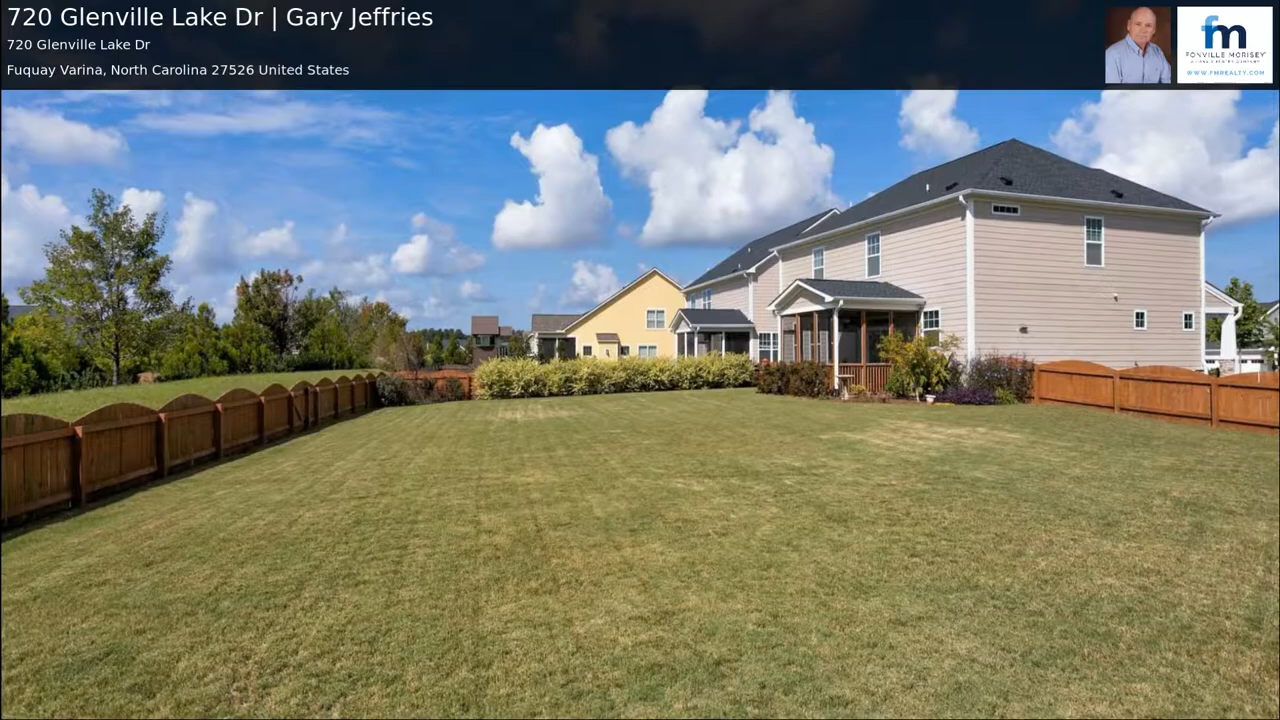 720 Glenville Lake Dr | Gary Jeffries
720 Glenville Lake Dr
Fuquay Varina, North Carolina 27526 United States
fm
FONVILLE MORISEY
WWW.FMREALTY.COM